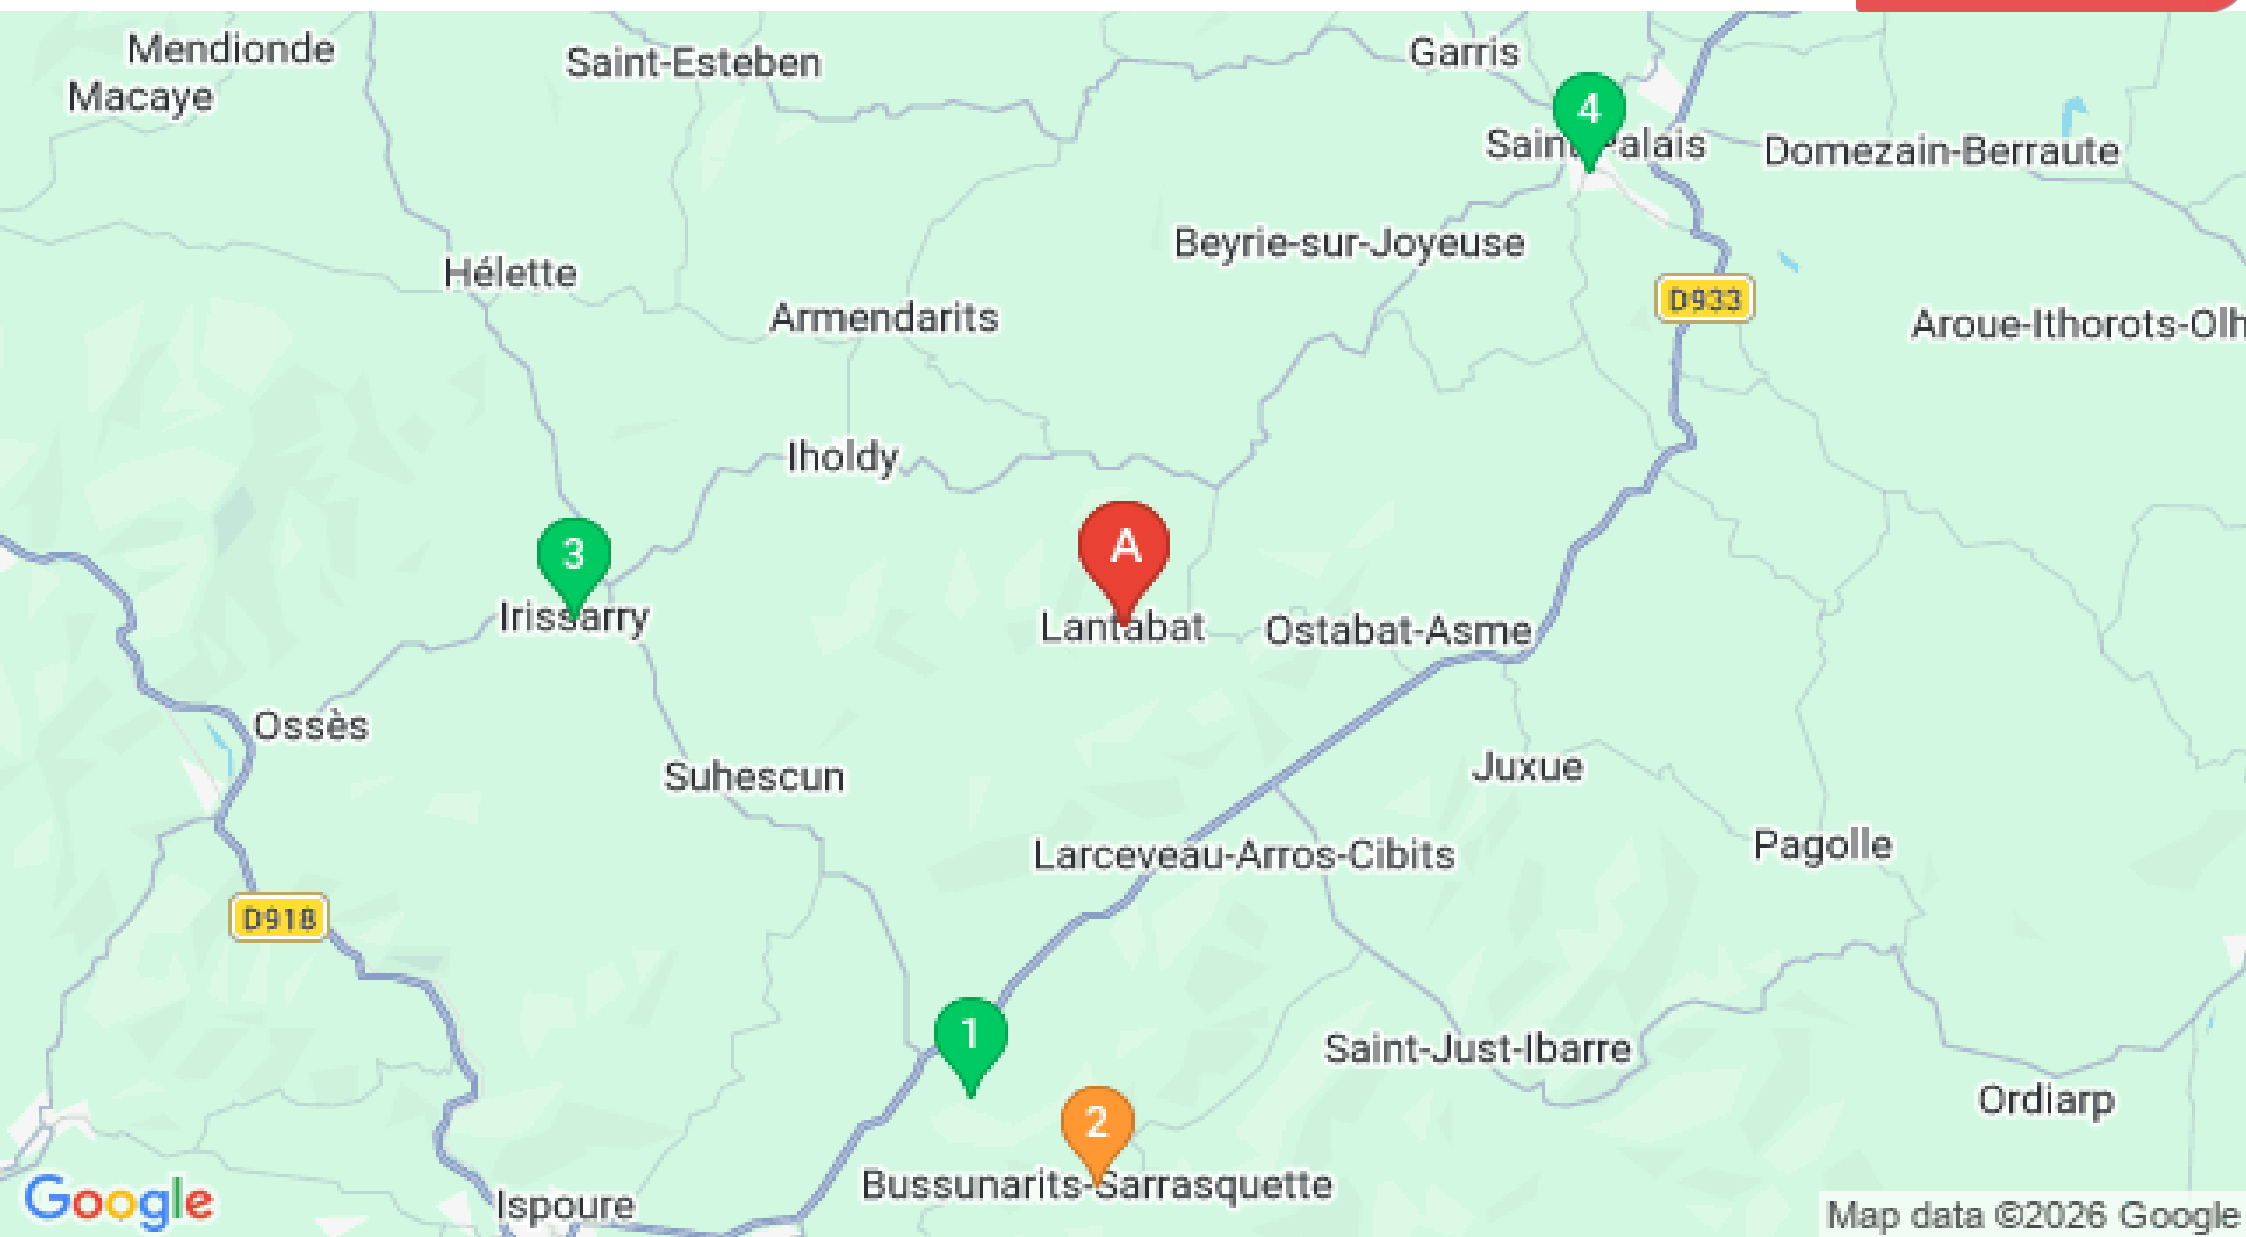 Mendionde
Saint-Esteben
Garris
Macaye
4
Saint-Palais
Domezain-Berraute
Beyrie-sur-Joyeuse
Hélette
D933
Armendarits
Aroue-Ithorots-Olh
Iholdy
A
3
Irissarry
Lantabat
Ostabat-Asme
Ossès
Suhescun
Juxue
Pagolle
Larceveau-Arros-Cibits
D918
1
Saint-Just-Ibarre
Ordiarp
2
Bussunarits-Sarrasquette
Ispoure
Google
Map data ©2026 Google